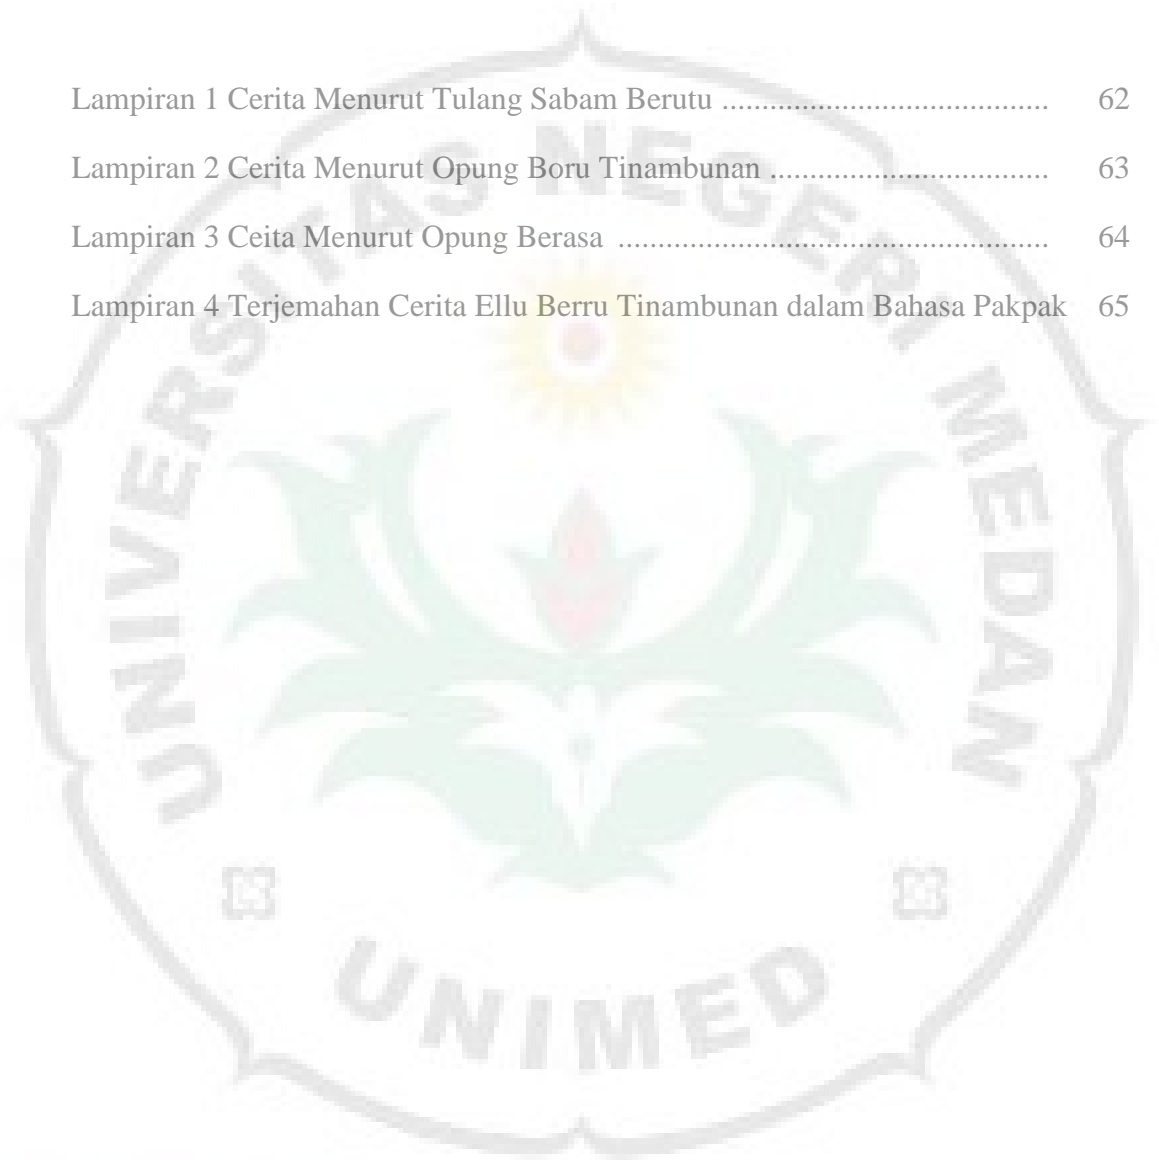 Lampiran 1 Cerita Menurut Tulang Sabam Berutu ........................................ 62
Lampiran 2 Cerita Menurut Opung Boru Tinambunan .................................. 63
Lampiran 3 Ceita Menurut Opung Berasa .................................................... 64
Lampiran 4 Terjemahan Cerita Ellu Berru Tinambunan dalam Bahasa Pakpak 65
UNIVERSITAS NEGERI MEDAN
UNIMED